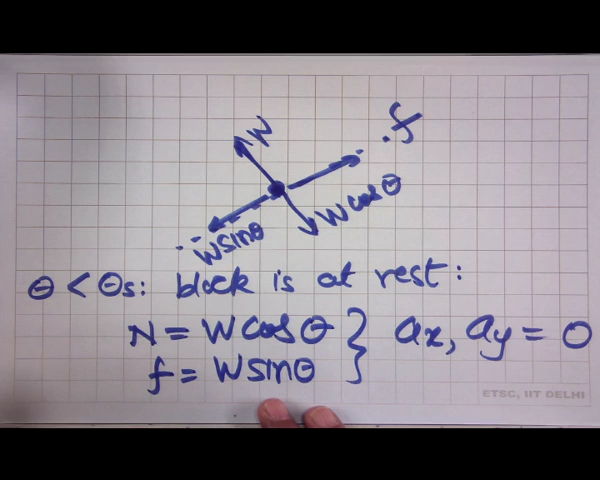 N
f
W cos θ
W sin θ
θ < θs: block is at rest:
N = W cos θ } ax, ay = 0
f = W sin θ
ETSC, IIT DELHI